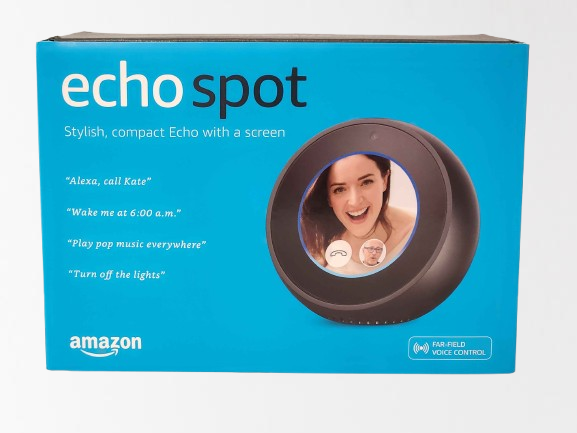 echo spot
Stylish, compact Echo with a screen
“Alexa, call Kate”
“Wake me at 6:00 a.m.”
“Play pop music everywhere”
“Turn off the lights”
amazon
FAR-FIELD
VOICE CONTROL